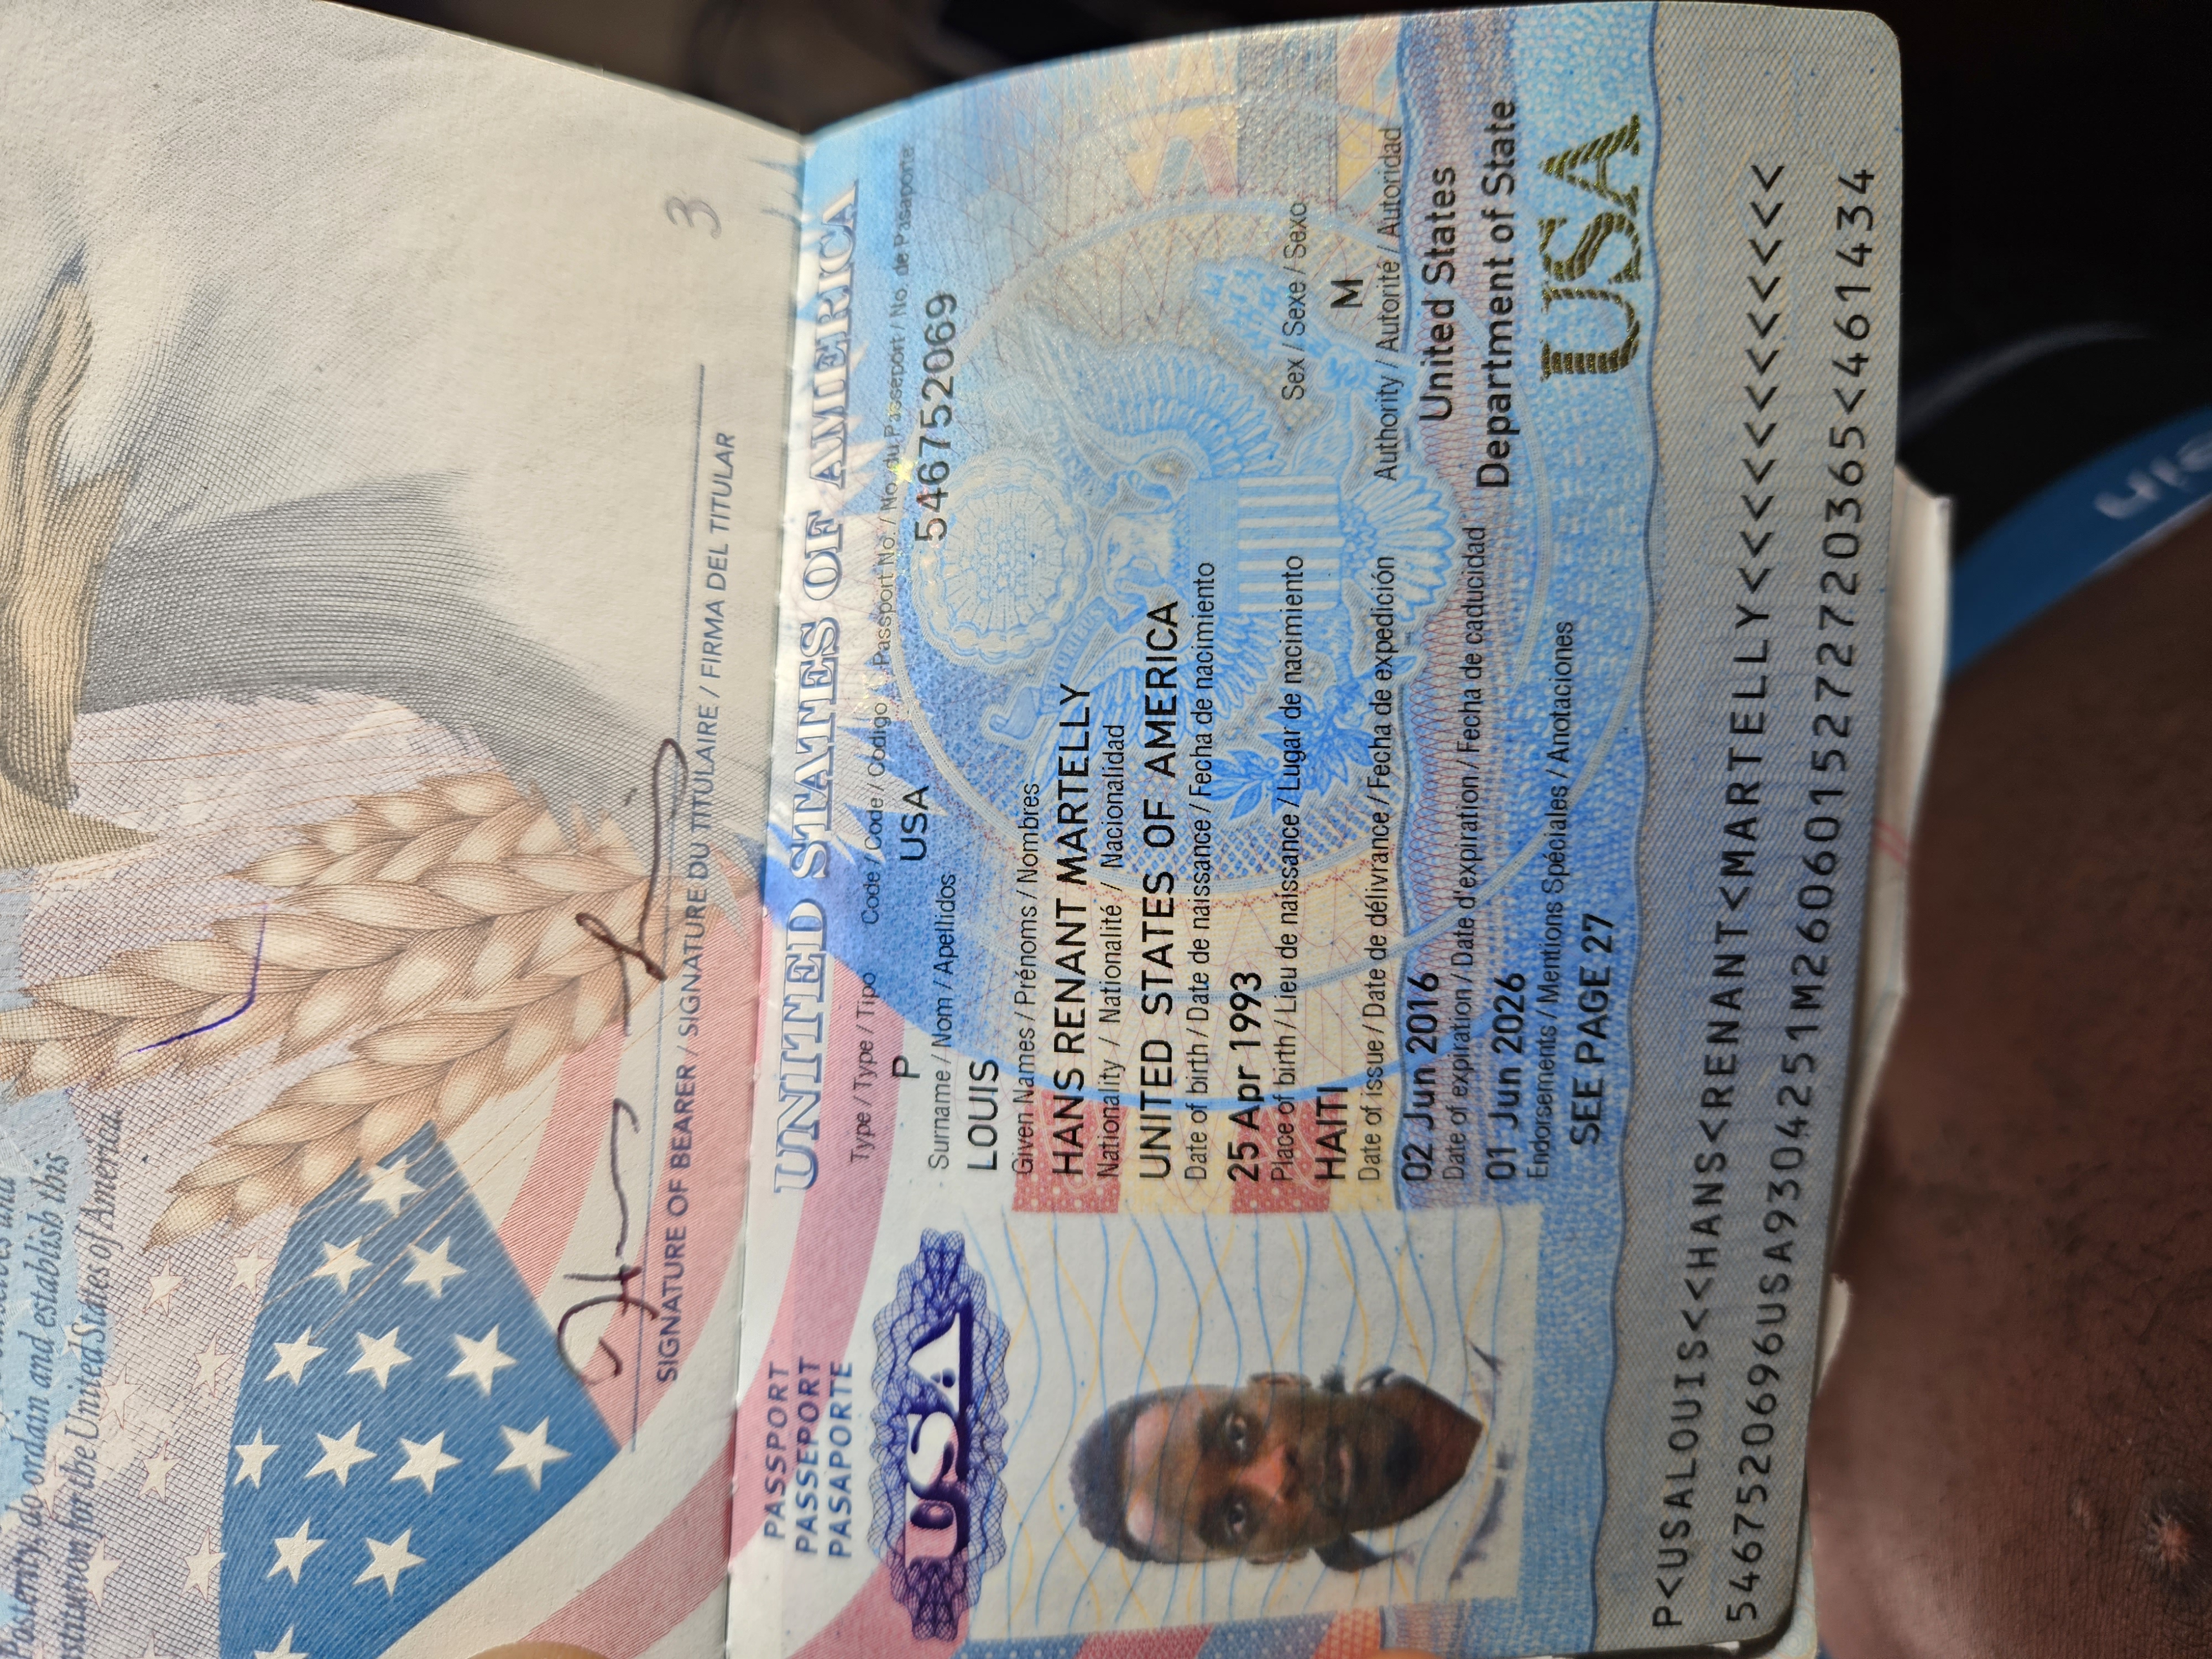 Posterity, do ordain and establish this
for the United States of America.
SIGNATURE OF BEARER / SIGNATURE DU TITULAIRE / FIRMA DEL TITULAR
3
PASSPORT
PASSEPORT
PASAPORTE
USA
UNITED STATES OF AMERICA
Type / Type / Tipo Code / Code / Código Passport No. / No. du Passeport / No. de Pasaporte
P USA 546752069
Surname / Nom / Apellidos
LOUIS
Given Names / Prénoms / Nombres
HANS RENANT MARTELLY
Nationality / Nationalité / Nacionalidad
UNITED STATES OF AMERICA
Date of birth / Date de naissance / Fecha de nacimiento
25 Apr 1993
Place of birth / Lieu de naissance / Lugar de nacimiento Sex / Sexe / Sexo
HAITI M
Date of issue / Date de délivrance / Fecha de expedición Authority / Autorité / Autoridad
02 Jun 2016 United States
Date of expiration / Date d'expiration / Fecha de caducidad
01 Jun 2026 Department of State
Endorsements / Mentions Spéciales / Anotaciones
SEE PAGE 27 USA
P<USALOUIS<<HANS<RENANT<MARTELLY<<<<<<<<<<<<
5467520696USA9304251M2606015272720365<461434